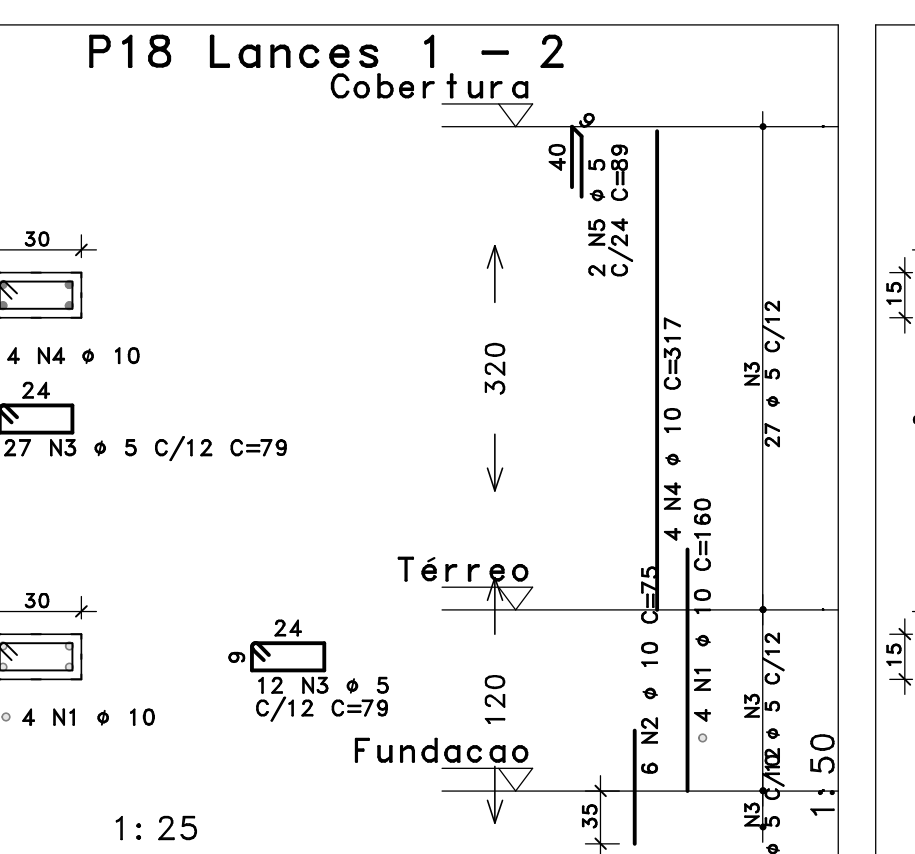 P18 Lances 1 - 2
Cobertura
40
9
2 N5 ø 5
C/24 C=89
30
4 N4 ø 10
24
27 N3 ø 5 C/12 C=79
320
4 N4 ø 10 C=317
N3
27 ø 5 C/12
15
Térreo
30
4 N1 ø 10
24
9
12 N3 ø 5
C/12 C=79
120
6 N2 ø 10 C=75
4 N1 ø 10 C=160
N3
ø 5 C/12
15
Fundacao
35
N3
ø 5
1:25
1:50